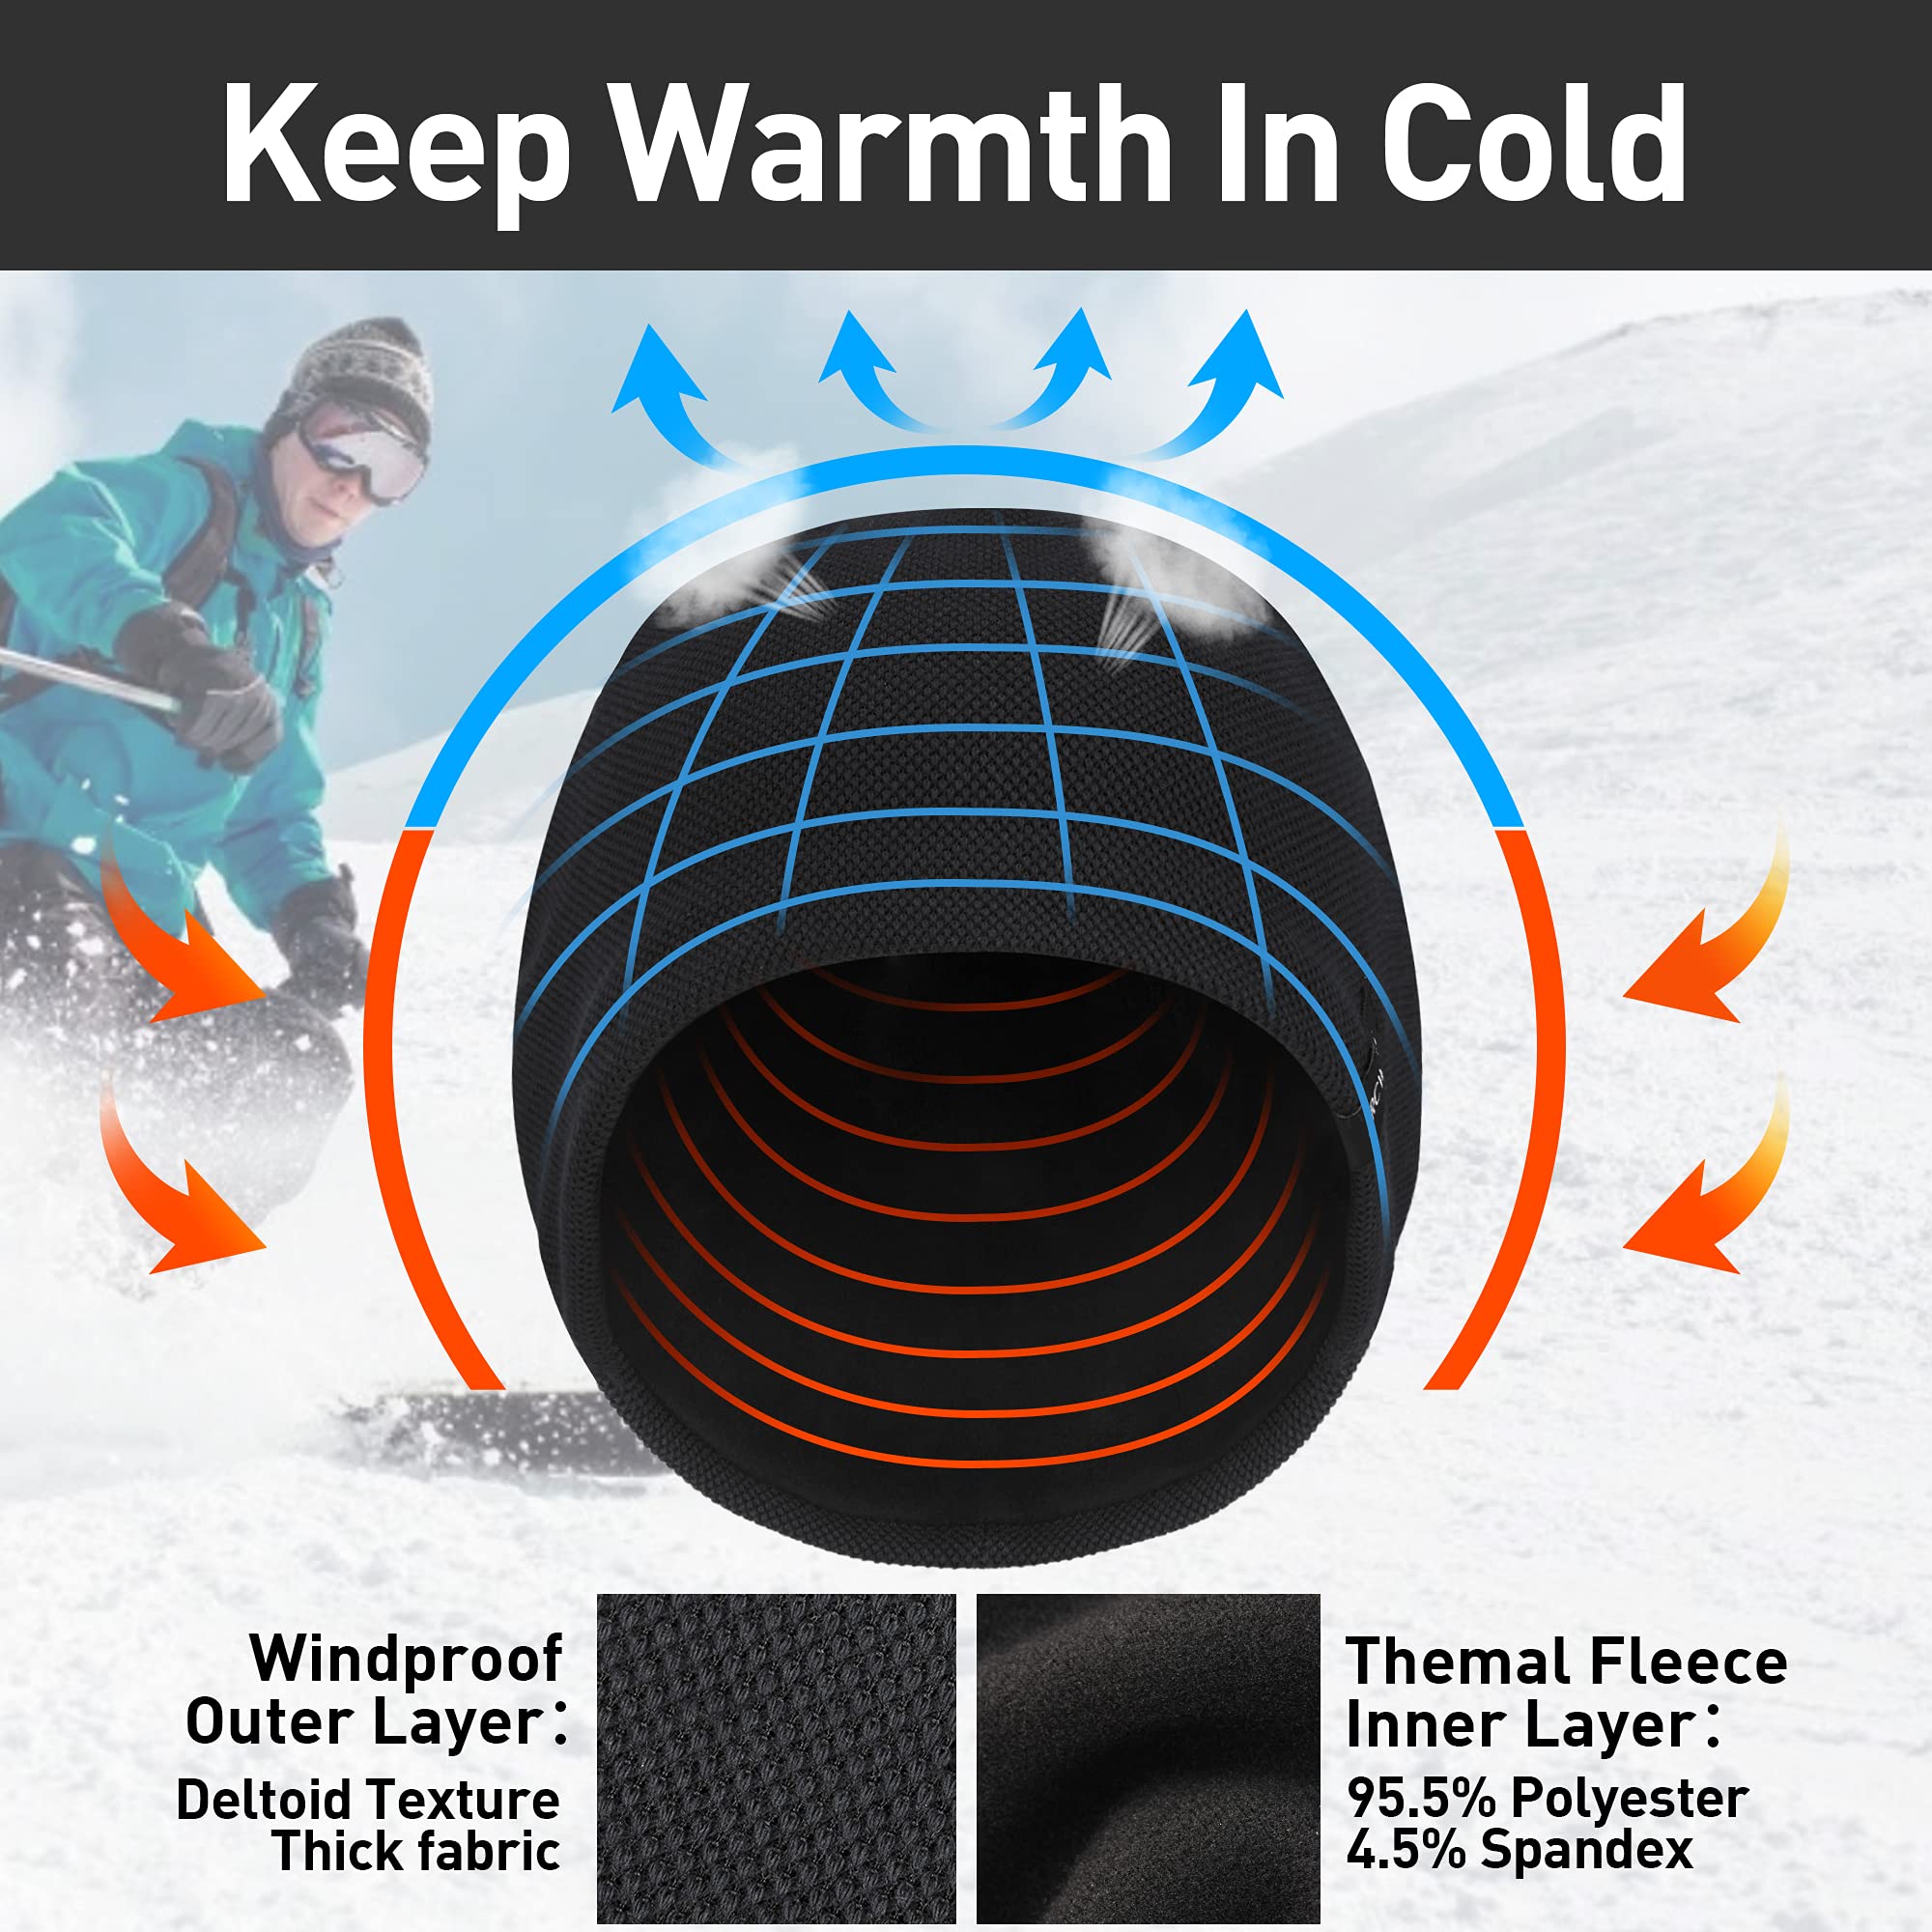 Keep Warmth In Cold
Windproof
Outer Layer:
Deltoid Texture
Thick fabric
Themal Fleece
Inner Layer:
95.5% Polyester
4.5% Spandex